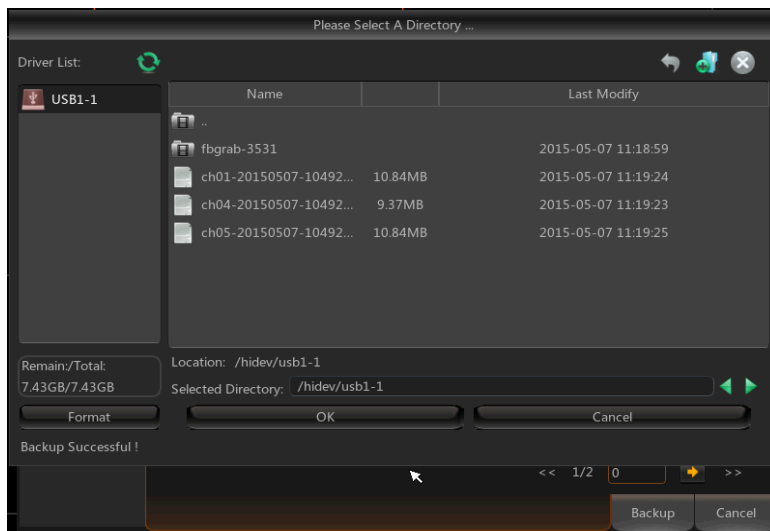 Please Select A Directory ...
Driver List:
USB1-1
Name Last Modify
..
fbgrab-3531 2015-05-07 11:18:59
ch01-20150507-10492... 10.84MB 2015-05-07 11:19:24
ch04-20150507-10492... 9.37MB 2015-05-07 11:19:23
ch05-20150507-10492... 10.84MB 2015-05-07 11:19:25
Remain:/Total:
7.43GB/7.43GB
Location: /hidev/usb1-1
Selected Directory: /hidev/usb1-1
Format OK Cancel
Backup Successful !
<< 1/2 0 >>
Backup Cancel